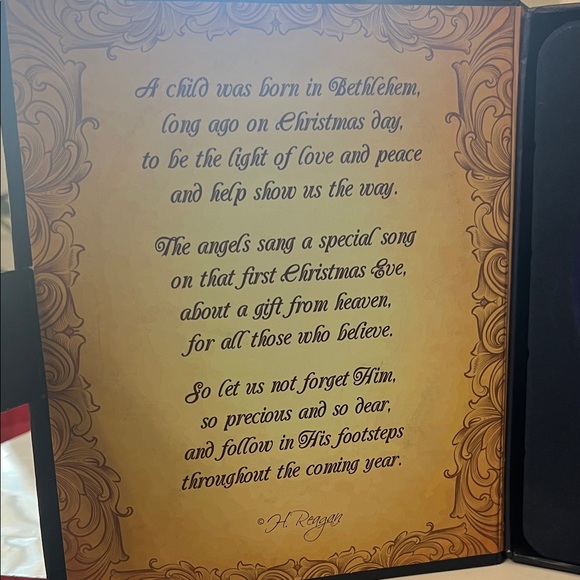 A child was born in Bethlehem,
long ago on Christmas day,
to be the light of love and peace
and help show us the way.
The angels sang a special song
on that first Christmas Eve,
about a gift from heaven,
for all those who believe.
So let us not forget Him,
so precious and so dear,
and follow in His footsteps
throughout the coming year.
© H. Reagan